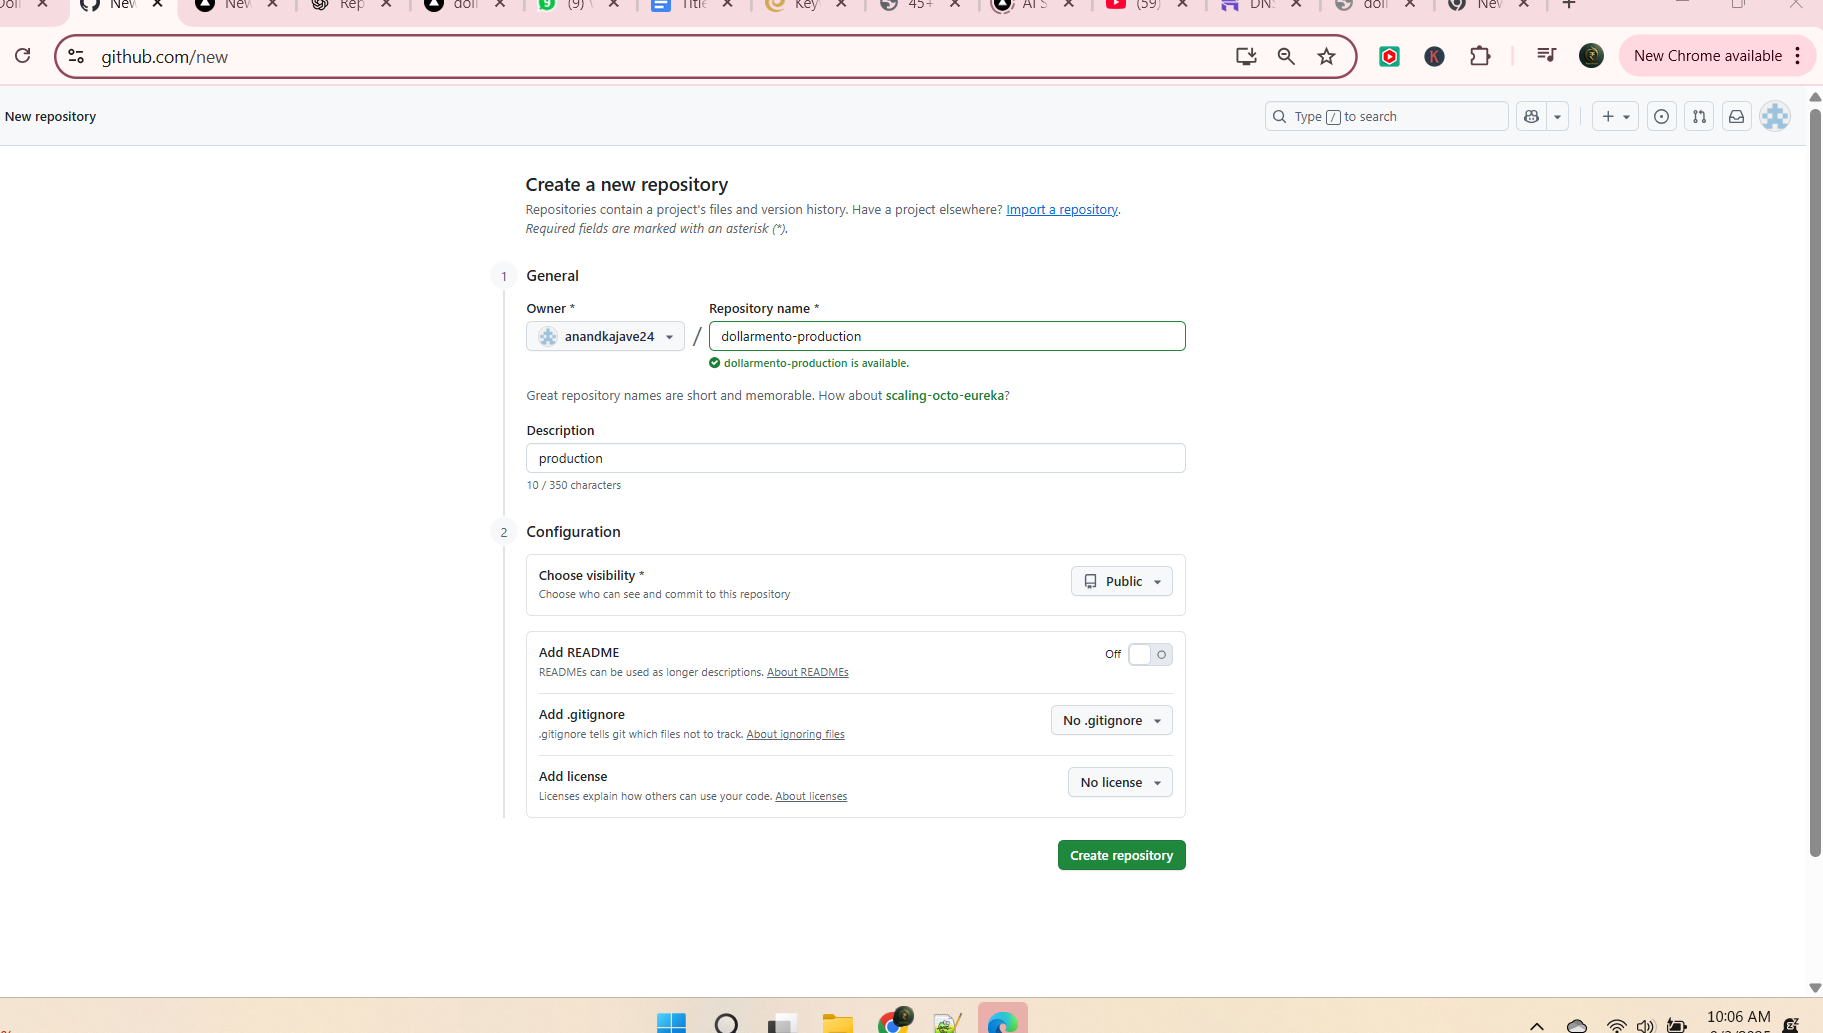 New
Rep
doll
(9)
Title
Key
45+
AI S
(59)
DNS
doll
New
github.com/new
K
New Chrome available
New repository
Type / to search
Create a new repository
Repositories contain a project's files and version history. Have a project elsewhere? Import a repository.
Required fields are marked with an asterisk (*).
1 General
Owner * Repository name *
anandkajave24 / dollarmento-production
dollarmento-production is available.
Great repository names are short and memorable. How about scaling-octo-eureka?
Description
production
10 / 350 characters
2 Configuration
Choose visibility *
Public
Choose who can see and commit to this repository
Add README
Off
READMEs can be used as longer descriptions. About READMEs
Add .gitignore
No .gitignore
.gitignore tells git which files not to track. About ignoring files
Add license
No license
Licenses explain how others can use your code. About licenses
Create repository
10:06 AM